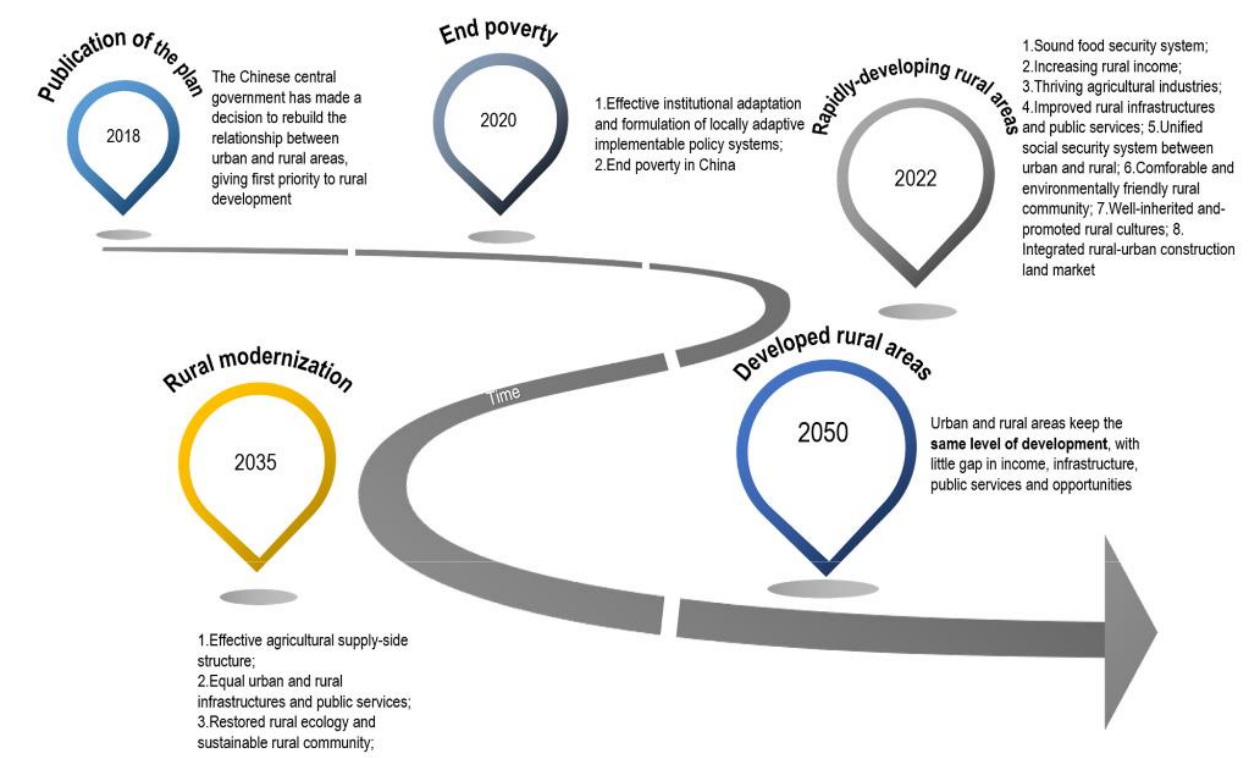 Publication of the plan
2018
The Chinese central
government has made a
decision to rebuild the
relationship between
urban and rural areas,
giving first priority to rural
development
End poverty
2020
1.Effective institutional adaptation
and formulation of locally adaptive
implementable policy systems;
2.End poverty in China
Rapidly-developing rural areas
2022
1.Sound food security system;
2.Increasing rural income;
3.Thriving agricultural industries;
4.Improved rural infrastructures
and public services; 5.Unified
social security system between
urban and rural; 6.Comforable and
environmentally friendly rural
community; 7.Well-inherited and-
promoted rural cultures; 8.
Integrated rural-urban construction
land market
Time
Rural modernization
2035
1.Effective agricultural supply-side
structure;
2.Equal urban and rural
infrastructures and public services;
3.Restored rural ecology and
sustainable rural community;
Developed rural areas
2050
Urban and rural areas keep the
same level of development, with
little gap in income, infrastructure,
public services and opportunities